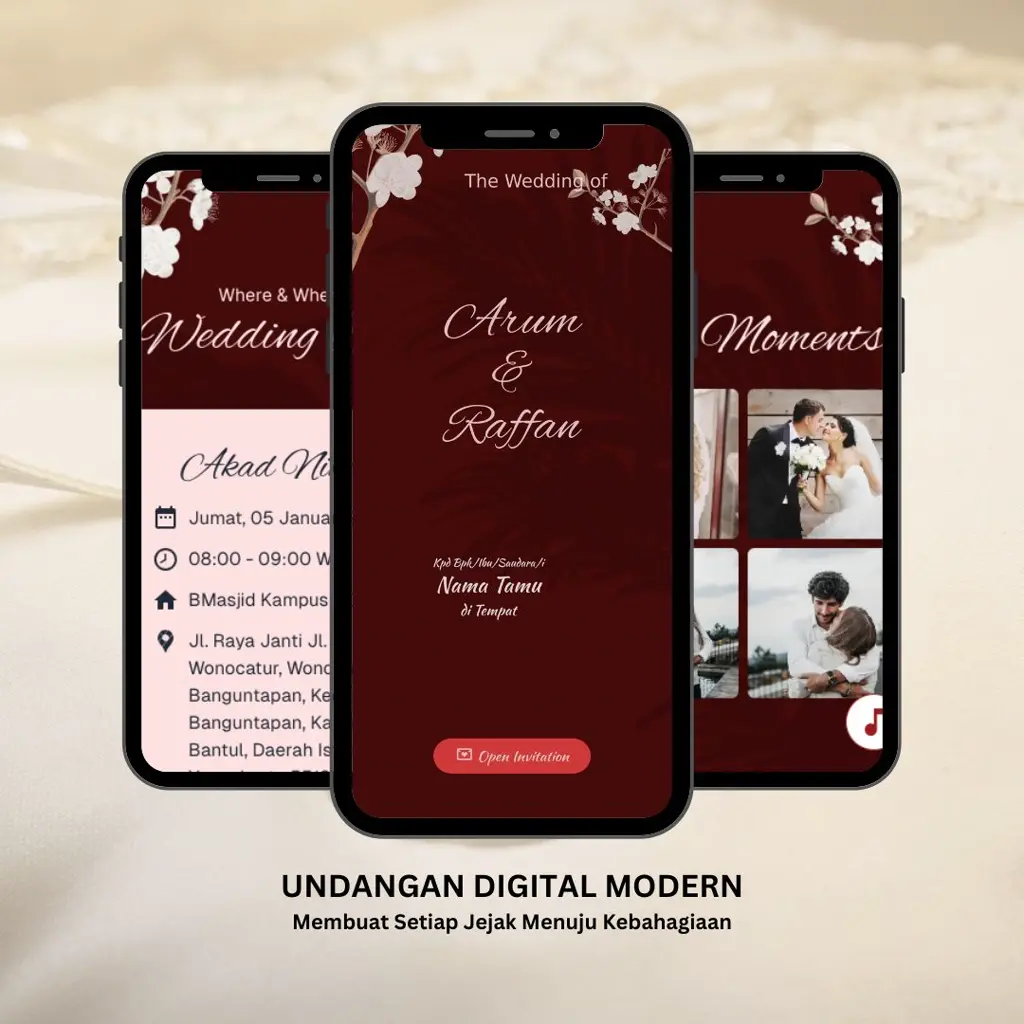 The Wedding of
Arum
&
Raffan
Kpd Bpk/Ibu/Saudara/i
Nama Tamu
di Tempat
Open Invitation
Where & Whe
Wedding
Akad Ni
Jumat, 05 Janua
08:00 - 09:00 W
BMasjid Kampus
Jl. Raya Janti Jl.
Wonocatur, Wono
Banguntapan, Ke
Banguntapan, Ka
Bantul, Daerah Is
Moments
UNDANGAN DIGITAL MODERN
Membuat Setiap Jejak Menuju Kebahagiaan